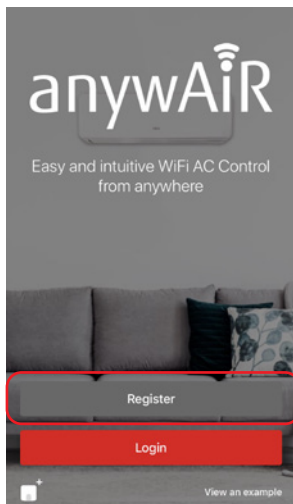 anywAiR
Easy and intuitive WiFi AC Control
from anywhere
Register
Login
View an example